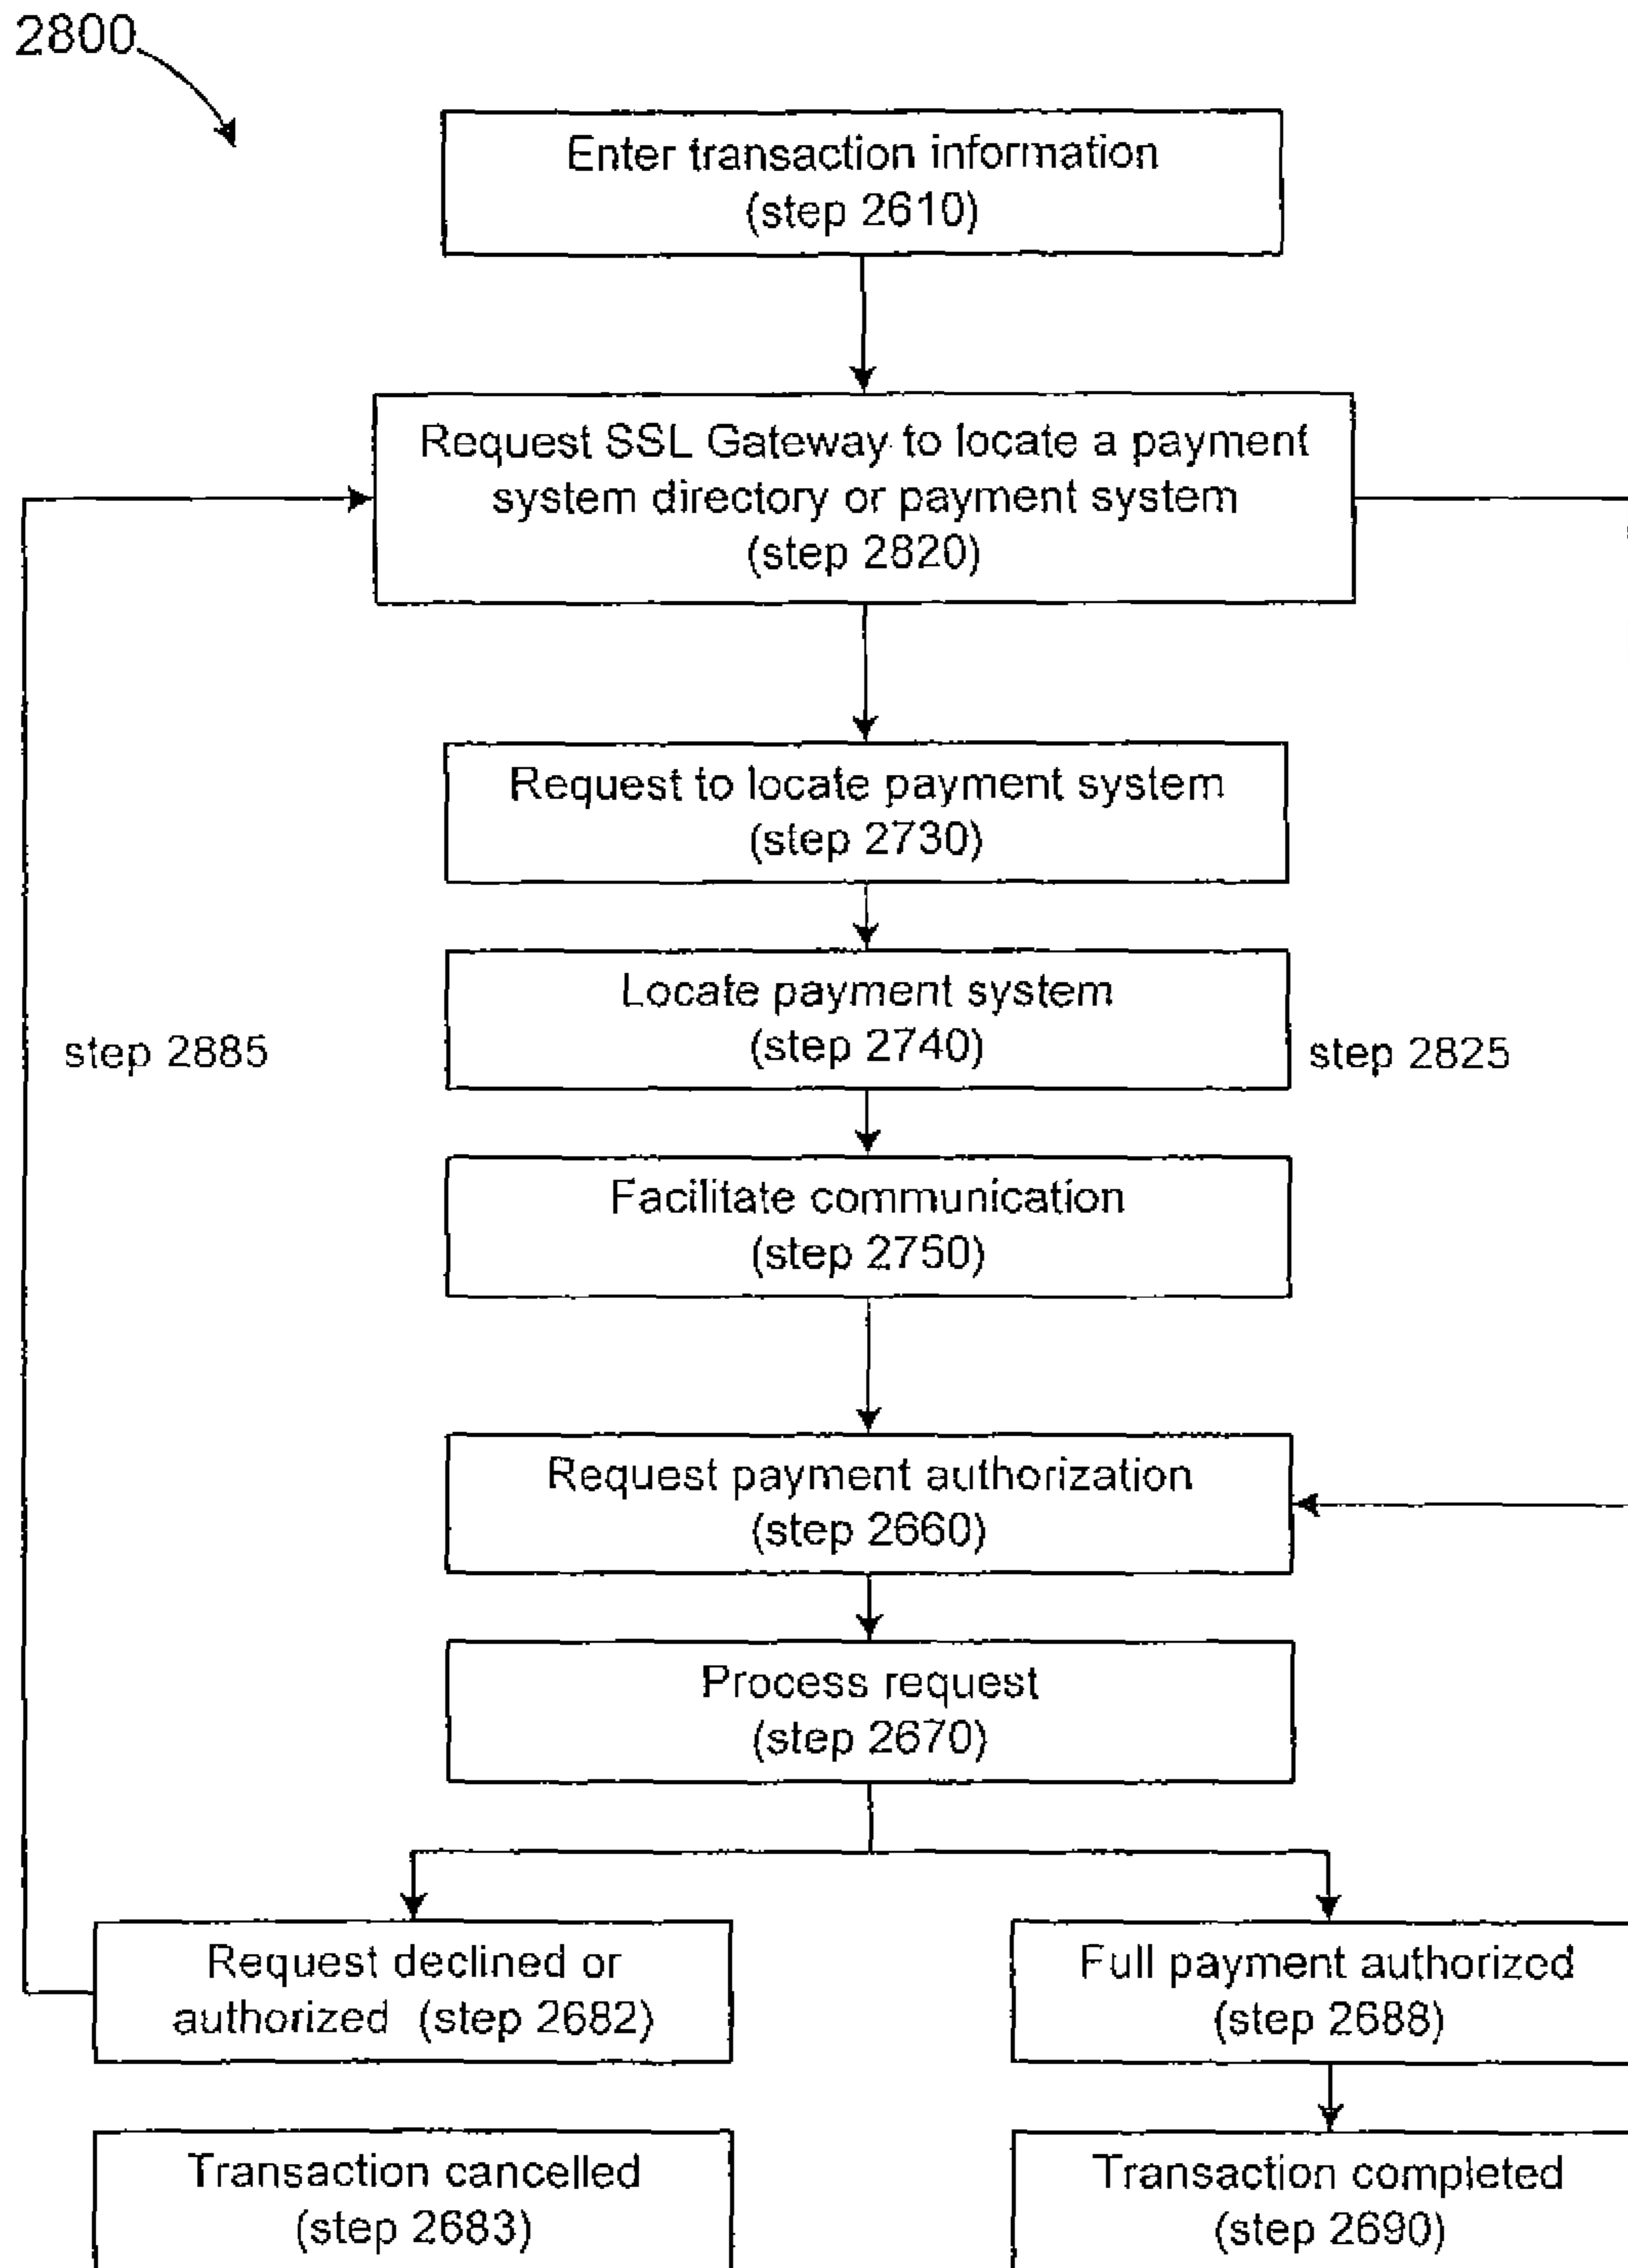 2800
Enter transaction information
(step 2610)
Request SSL Gateway to locate a payment
system directory or payment system
(step 2820)
Request to locate payment system
(step 2730)
Locate payment system
(step 2740)
step 2885
step 2825
Facilitate communication
(step 2750)
Request payment authorization
(step 2660)
Process request
(step 2670)
Request declined or
authorized (step 2682)
Full payment authorized
(step 2688)
Transaction cancelled
(step 2683)
Transaction completed
(step 2690)